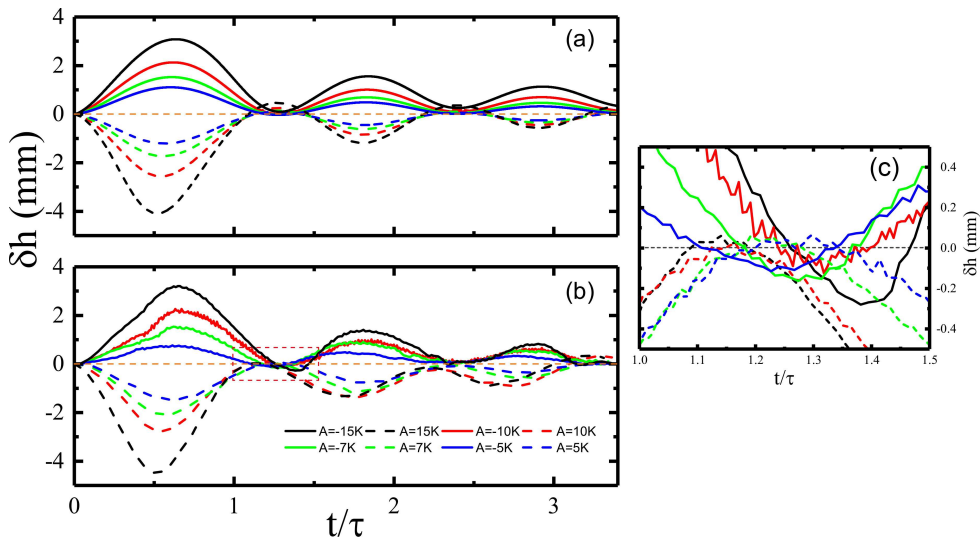 4
(a)
2
0
-2
-4
δh (mm)
4
(b)
2
0
-2
-4
A=-15K A=15K A=-10K A=10K
A=-7K A=7K A=-5K A=5K
0 1 2 3
t/τ
(c)
0.4
0.2
0.0
-0.2
-0.4
δh (mm)
1.0 1.1 1.2 1.3 1.4 1.5
t/τ